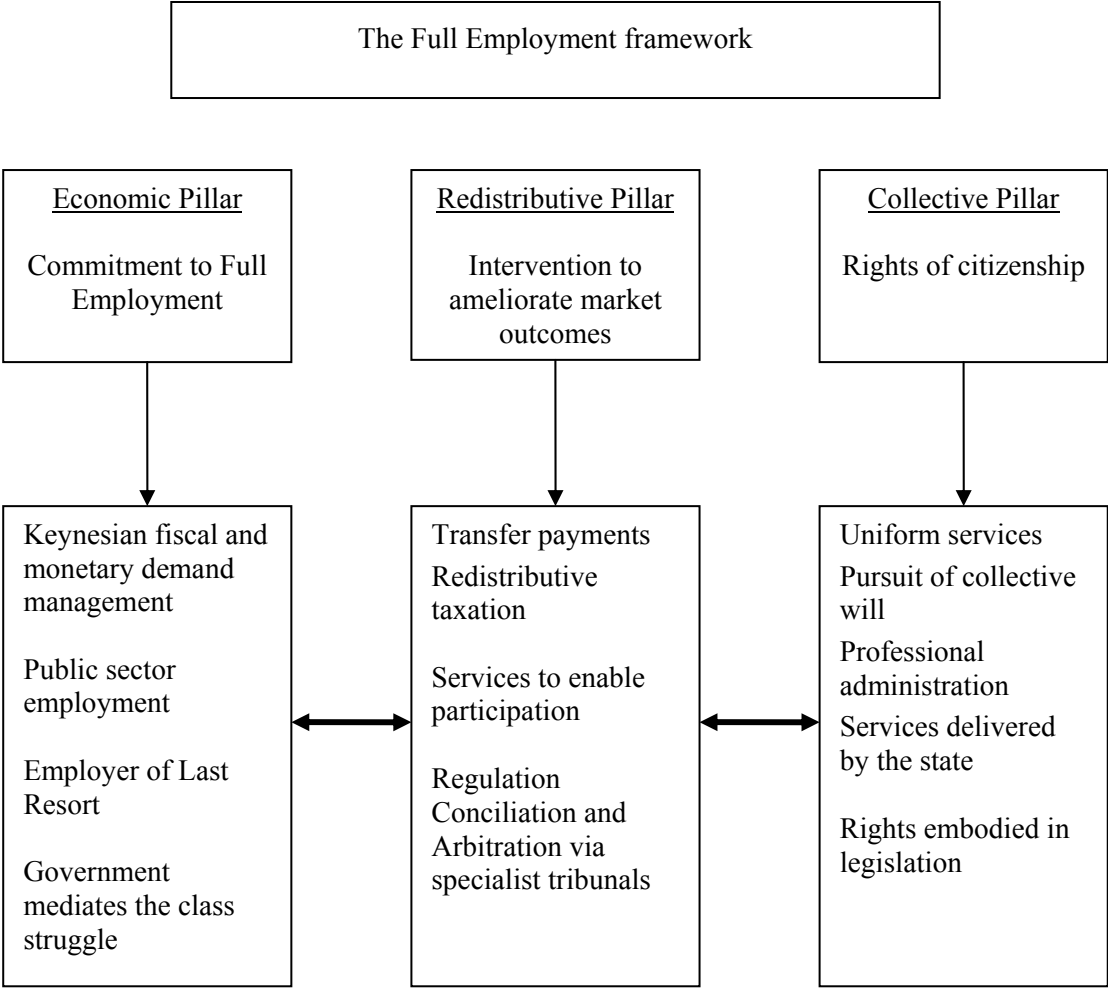 The Full Employment framework
Economic Pillar
Commitment to Full
Employment
Redistributive Pillar
Intervention to
ameliorate market
outcomes
Collective Pillar
Rights of citizenship
Keynesian fiscal and
monetary demand
management
Public sector
employment
Employer of Last
Resort
Government
mediates the class
struggle
Transfer payments
Redistributive
taxation
Services to enable
participation
Regulation
Conciliation and
Arbitration via
specialist tribunals
Uniform services
Pursuit of collective
will
Professional
administration
Services delivered
by the state
Rights embodied in
legislation